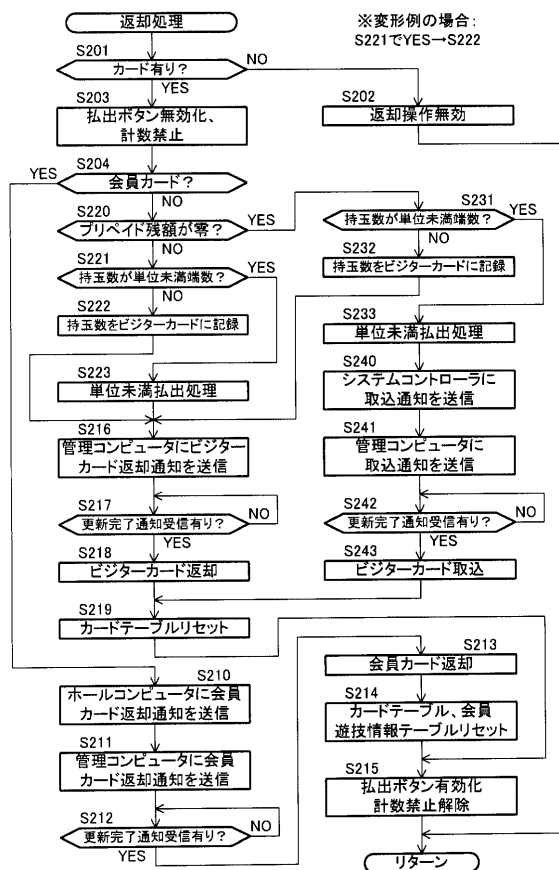 返却処理
※変形例の場合:
S221でYES→S222
S201
カード有り?
NO
YES
S203
払出ボタン無効化、
計数禁止
S202
返却操作無効
S204
YES
会員カード?
NO
S220
プリペイド残額が零?
YES
NO
S231
持玉数が単位未満端数?
YES
NO
S221
持玉数が単位未満端数?
YES
NO
S232
持玉数をビジターカードに記録
S222
持玉数をビジターカードに記録
S233
単位未満払出処理
S223
単位未満払出処理
S240
システムコントローラに
取込通知を送信
S216
管理コンピュータにビジター
カード返却通知を送信
S241
管理コンピュータに
取込通知を送信
S217
更新完了通知受信有り?
NO
YES
S242
更新完了通知受信有り?
NO
YES
S218
ビジターカード返却
S243
ビジターカード取込
S219
カードテーブルリセット
S210
ホールコンピュータに会員
カード返却通知を送信
S213
会員カード返却
S214
カードテーブル、会員
遊技情報テーブルリセット
S211
管理コンピュータに会員
カード返却通知を送信
S215
払出ボタン有効化
計数禁止解除
S212
更新完了通知受信有り?
NO
YES
リターン